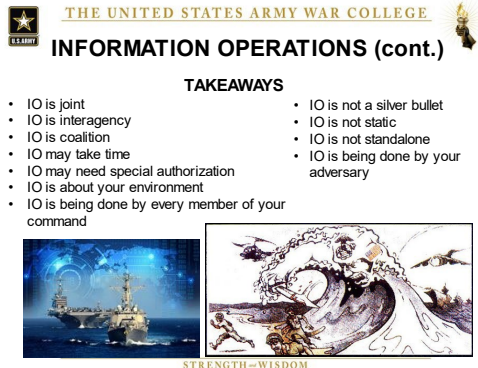 THE UNITED STATES ARMY WAR COLLEGE
U.S. ARMY
INFORMATION OPERATIONS (cont.)
TAKEAWAYS
• IO is joint
• IO is interagency
• IO is coalition
• IO may take time
• IO may need special authorization
• IO is about your environment
• IO is being done by every member of your
command
• IO is not a silver bullet
• IO is not static
• IO is not standalone
• IO is being done by your
adversary
STRENGTH and WISDOM